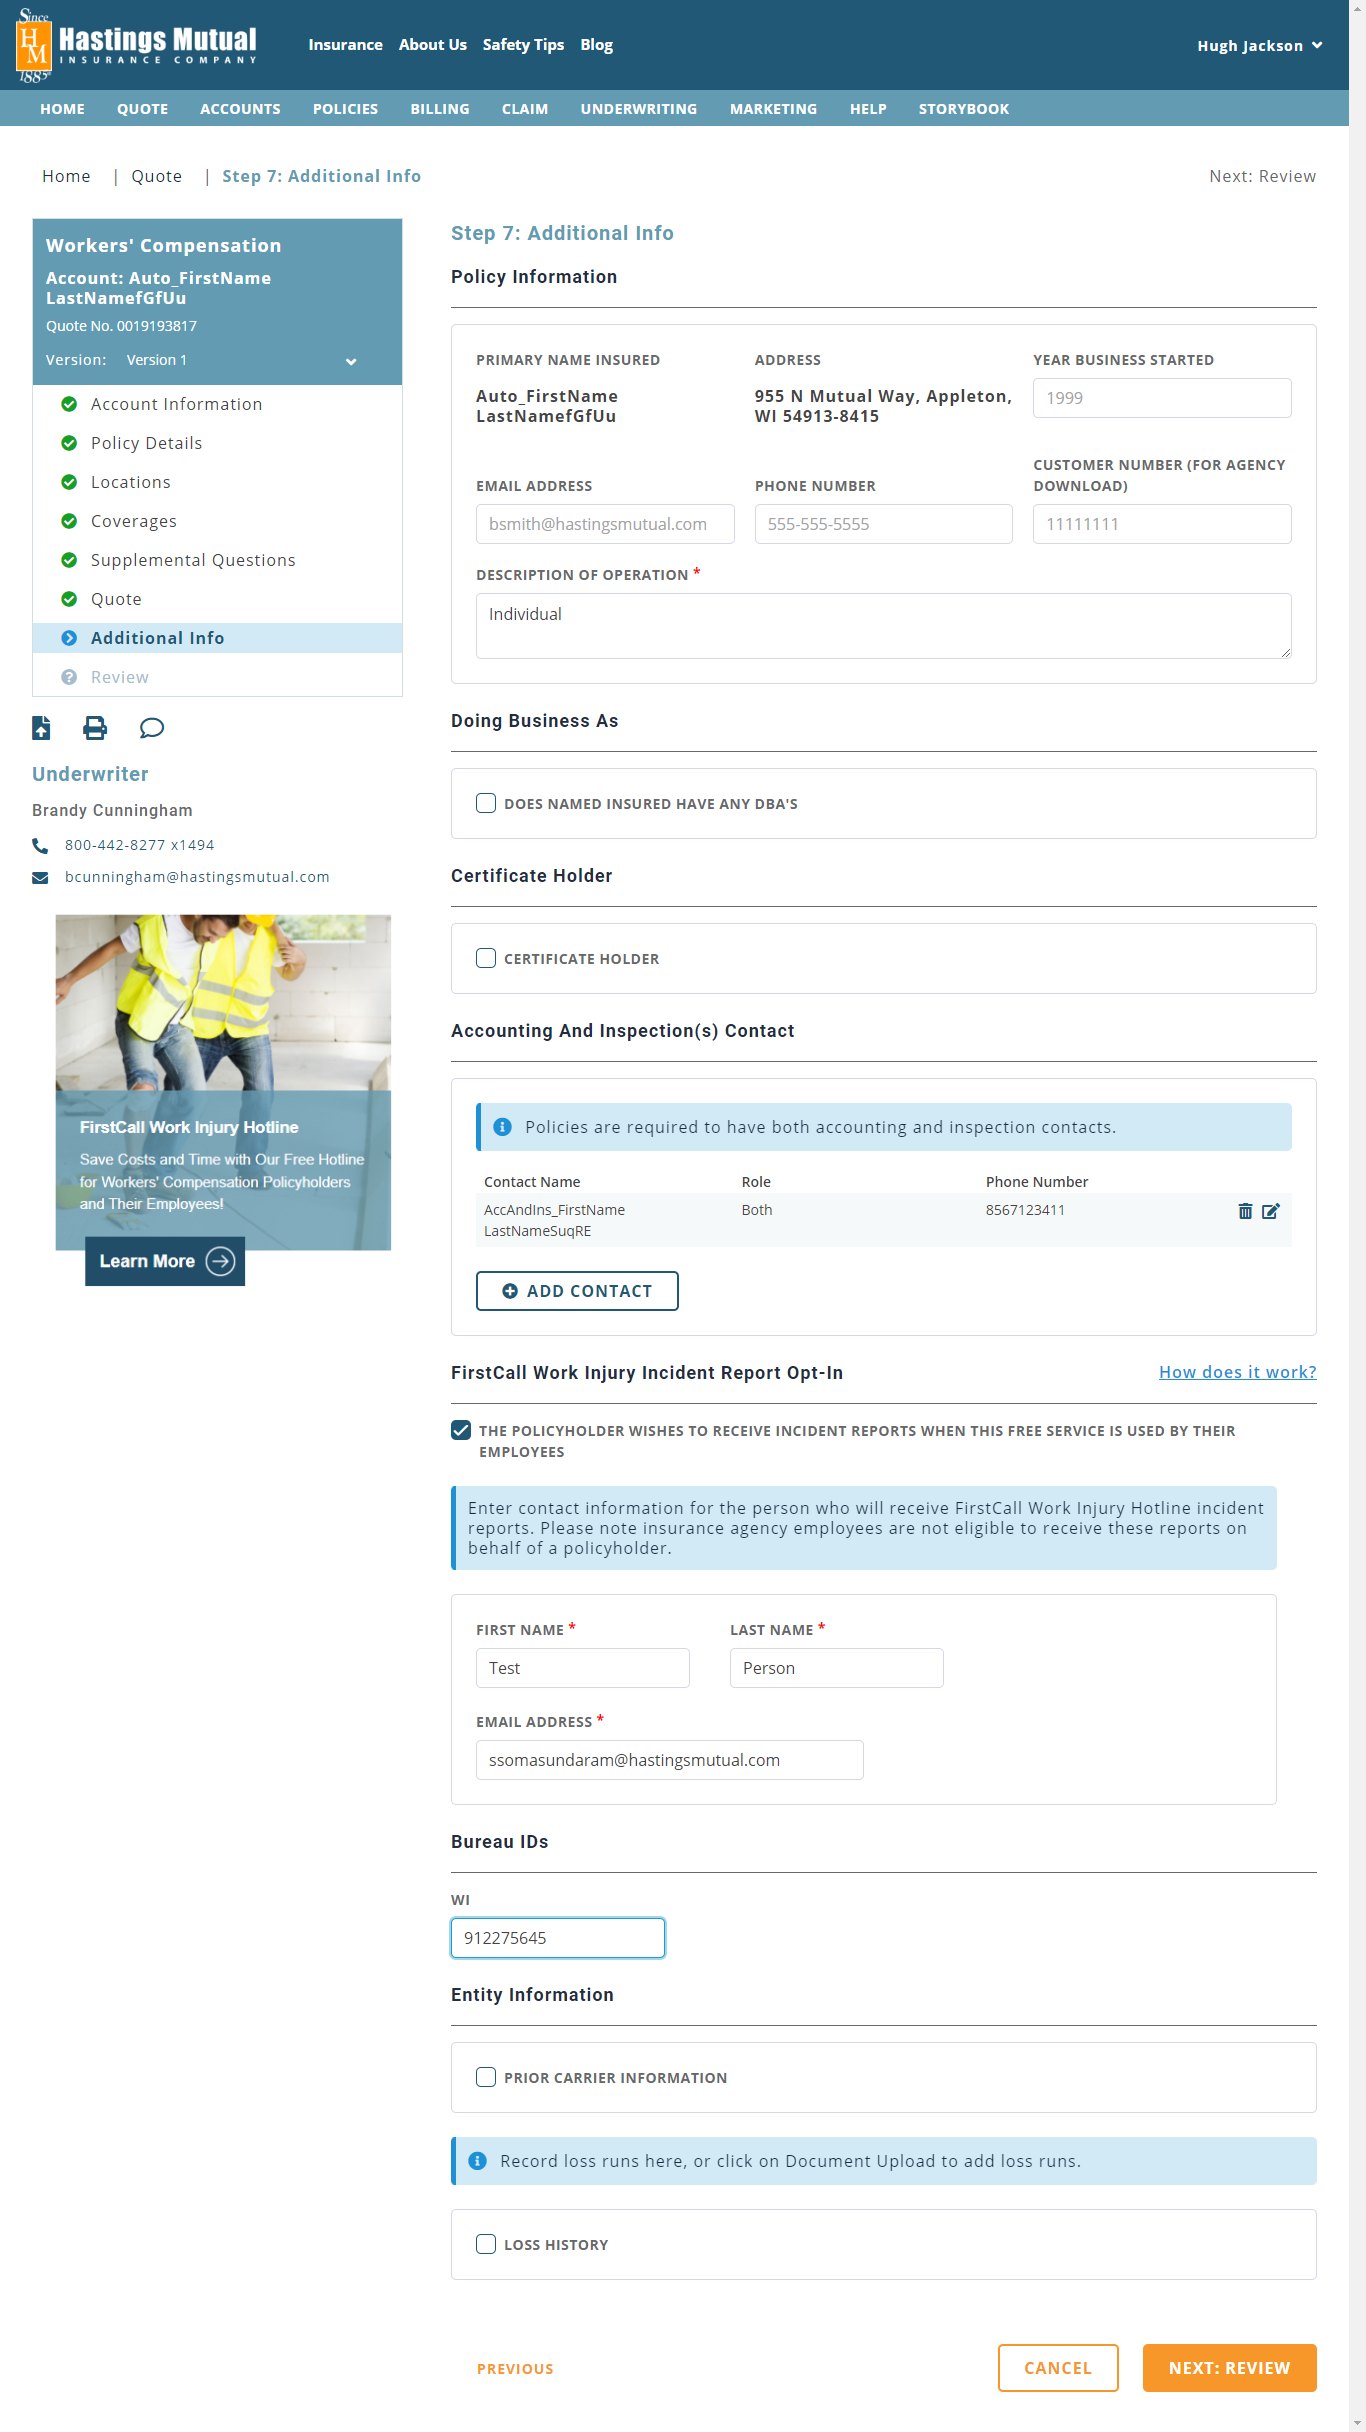 Since
HM
1885
Hastings Mutual
INSURANCE COMPANY
Insurance About Us Safety Tips Blog
Hugh Jackson
HOME QUOTE ACCOUNTS POLICIES BILLING CLAIM UNDERWRITING MARKETING HELP STORYBOOK
Home | Quote | Step 7: Additional Info
Next: Review
Workers' Compensation
Account: Auto_FirstName
LastNamefGfUu
Quote No. 0019193817
Version: Version 1
Account Information
Policy Details
Locations
Coverages
Supplemental Questions
Quote
Additional Info
Review
Underwriter
Brandy Cunningham
800-442-8277 x1494
bcunningham@hastingsmutual.com
FirstCall Work Injury Hotline
Save Costs and Time with Our Free Hotline
for Workers' Compensation Policyholders
and Their Employees!
Learn More
Step 7: Additional Info
Policy Information
PRIMARY NAME INSURED
Auto_FirstName
LastNamefGfUu
ADDRESS
955 N Mutual Way, Appleton,
WI 54913-8415
YEAR BUSINESS STARTED
1999
EMAIL ADDRESS
bsmith@hastingsmutual.com
PHONE NUMBER
555-555-5555
CUSTOMER NUMBER (FOR AGENCY
DOWNLOAD)
11111111
DESCRIPTION OF OPERATION *
Individual
Doing Business As
DOES NAMED INSURED HAVE ANY DBA'S
Certificate Holder
CERTIFICATE HOLDER
Accounting And Inspection(s) Contact
Policies are required to have both accounting and inspection contacts.
Contact Name Role Phone Number
AccAndIns_FirstName Both 8567123411
LastNameSuqRE
ADD CONTACT
FirstCall Work Injury Incident Report Opt-In
How does it work?
THE POLICYHOLDER WISHES TO RECEIVE INCIDENT REPORTS WHEN THIS FREE SERVICE IS USED BY THEIR
EMPLOYEES
Enter contact information for the person who will receive FirstCall Work Injury Hotline incident
reports. Please note insurance agency employees are not eligible to receive these reports on
behalf of a policyholder.
FIRST NAME *
Test
LAST NAME *
Person
EMAIL ADDRESS *
ssomasundaram@hastingsmutual.com
Bureau IDs
WI
912275645
Entity Information
PRIOR CARRIER INFORMATION
Record loss runs here, or click on Document Upload to add loss runs.
LOSS HISTORY
PREVIOUS
CANCEL
NEXT: REVIEW